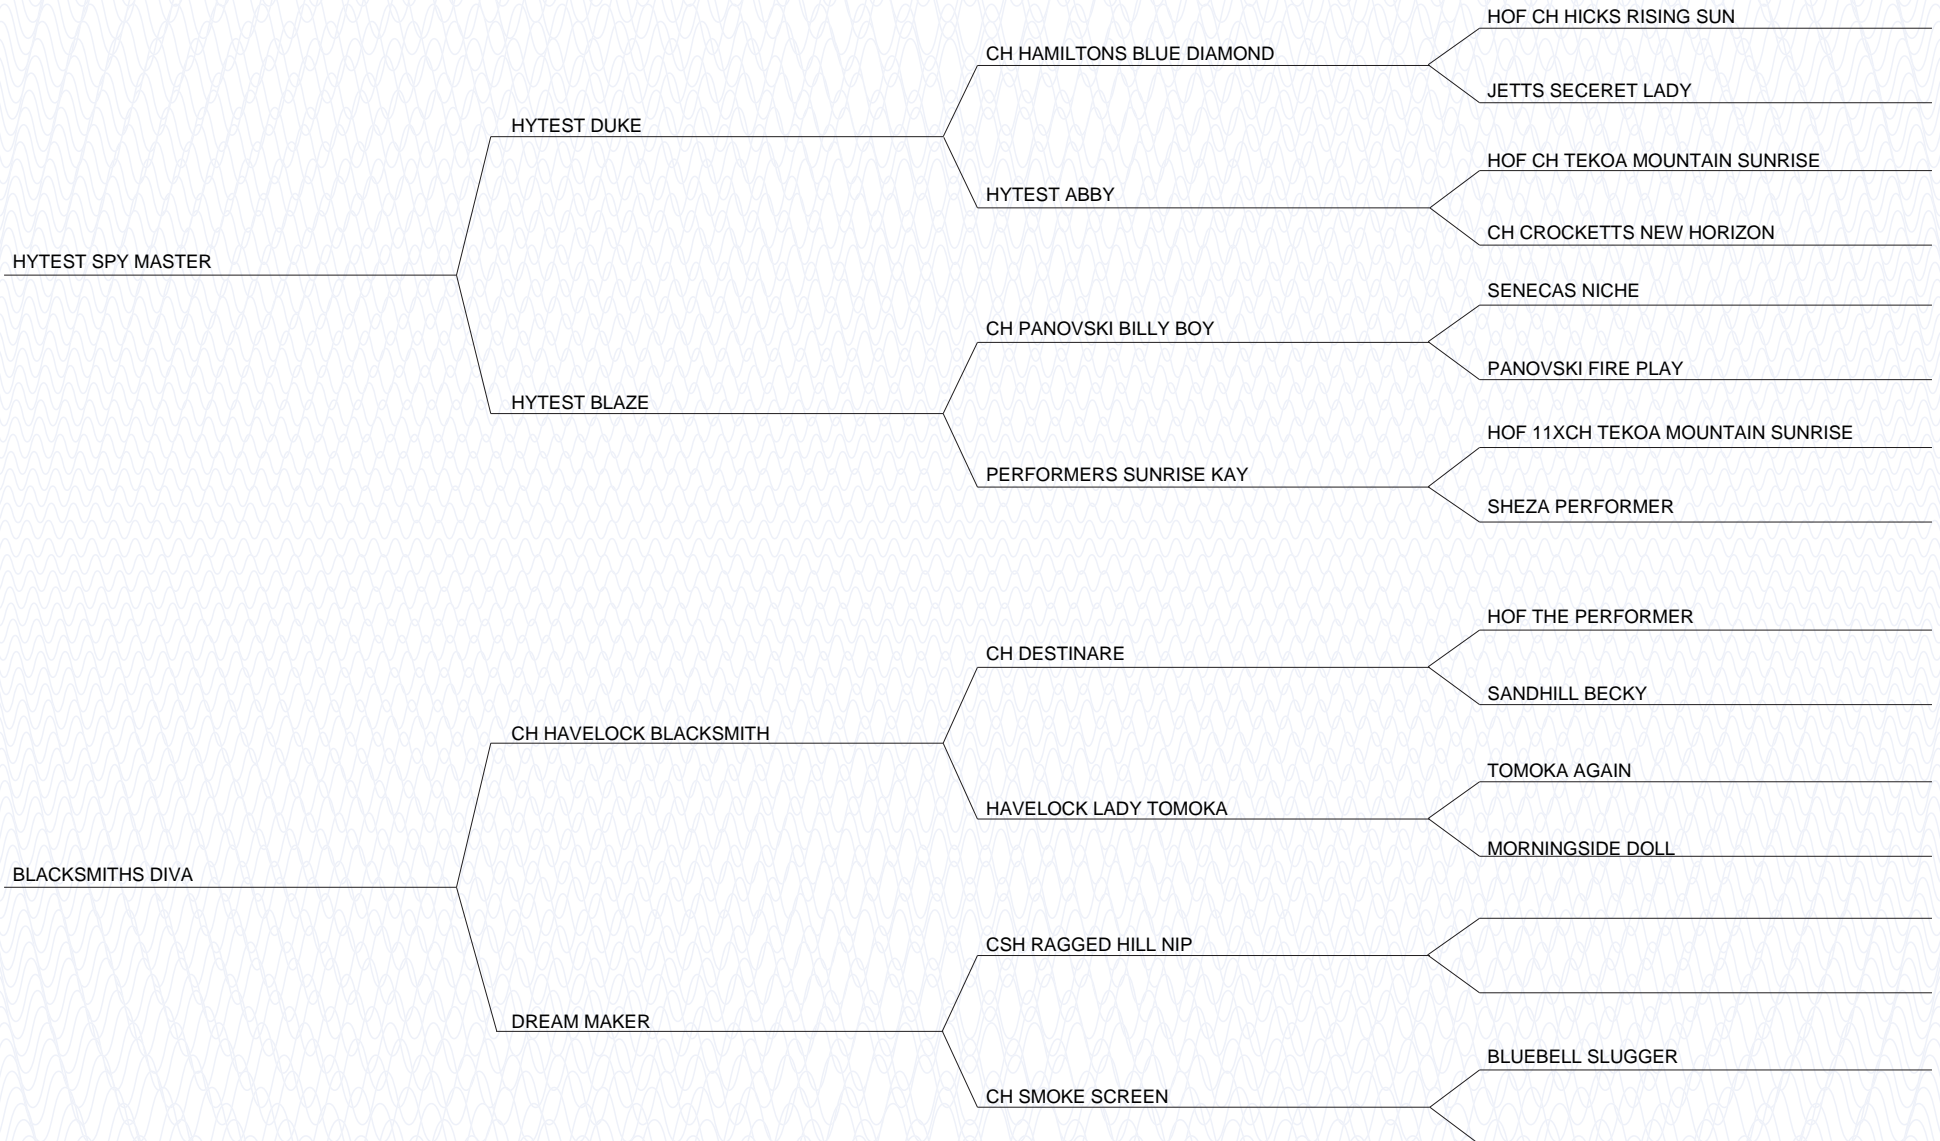 HOF CH HICKS RISING SUN
CH HAMILTONS BLUE DIAMOND
JETTS SECERET LADY
HYTEST DUKE
HOF CH TEKOA MOUNTAIN SUNRISE
HYTEST ABBY
CH CROCKETTS NEW HORIZON
HYTEST SPY MASTER
SENECAS NICHE
CH PANOVSKI BILLY BOY
PANOVSKI FIRE PLAY
HYTEST BLAZE
HOF 11XCH TEKOA MOUNTAIN SUNRISE
PERFORMERS SUNRISE KAY
SHEZA PERFORMER
HOF THE PERFORMER
CH DESTINARE
SANDHILL BECKY
CH HAVELOCK BLACKSMITH
TOMOKA AGAIN
HAVELOCK LADY TOMOKA
MORNINGSIDE DOLL
BLACKSMITHS DIVA
CSH RAGGED HILL NIP
DREAM MAKER
BLUEBELL SLUGGER
CH SMOKE SCREEN